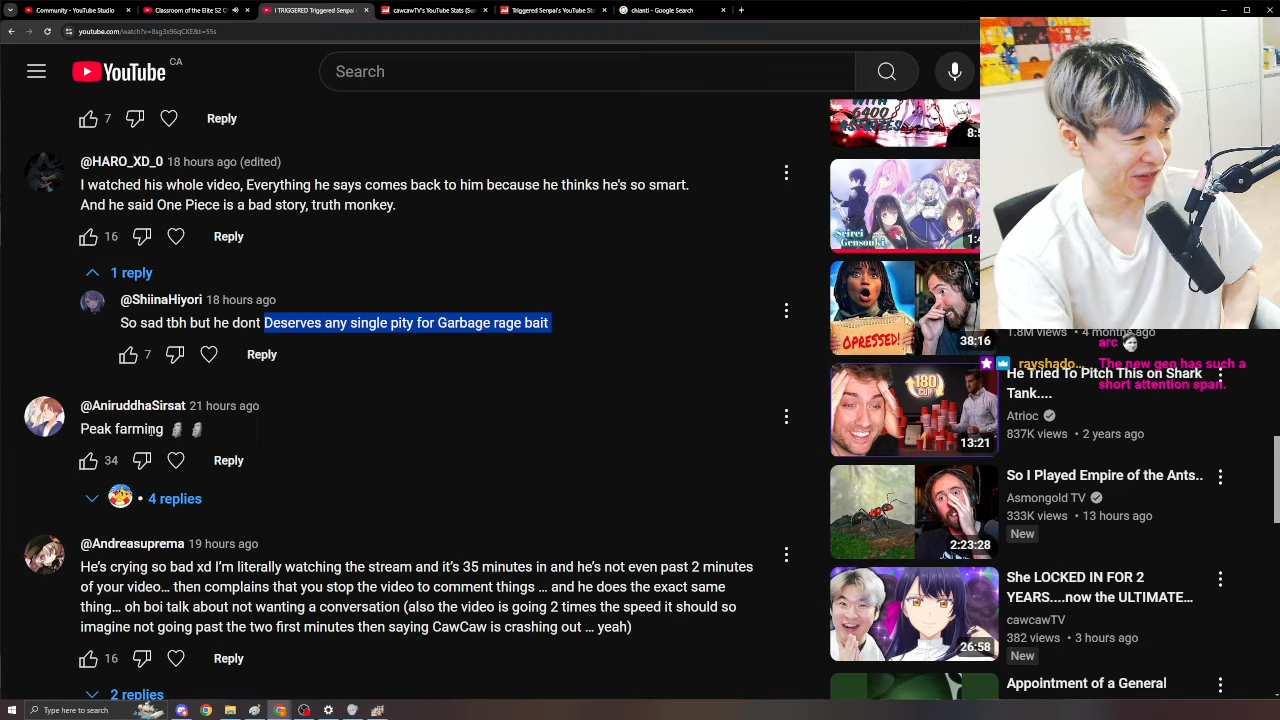 Community - YouTube Studio
Classroom of the Elite S2 C
I TRIGGERED Triggered Senpai
cawcawTV's YouTube Stats (Su
Triggered Senpai's YouTube St
chianti - Google Search
youtube.com/watch?v=8sg3x96qCKE&t=55s
YouTube CA
Search
7
Reply
@HARO_XD_0 18 hours ago (edited)
I watched his whole video, Everything he says comes back to him because he thinks he's so smart.
And he said One Piece is a bad story, truth monkey.
16
Reply
1 reply
@ShiinaHiyori 18 hours ago
So sad tbh but he dont Deserves any single pity for Garbage rage bait
7
Reply
@AniruddhaSirsat 21 hours ago
Peak farming
34
Reply
4 replies
@Andreasuprema 19 hours ago
He's crying so bad xd I'm literally watching the stream and it's 35 minutes in and he's not even past 2 minutes
of your video… then complains that you stop the video to comment things … and he does the exact same
thing… oh boi talk about not wanting a conversation (also the video is going 2 times the speed it should so
imagine not going past the two first minutes then saying CawCaw is crashing out … yeah)
16
Reply
2 replies
WITH
6400
ASTRITES
8:
Seirei
Gensouki
1:4
OPRESSED!
38:16
1.8M views • 4 months ago
arc
rayshado…
The new gen has such a
short attention span.
180
CUP
13:21
He Tried To Pitch This on Shark
Tank....
Atrioc
837K views • 2 years ago
2:23:28
So I Played Empire of the Ants..
Asmongold TV
333K views • 13 hours ago
New
26:58
She LOCKED IN FOR 2
YEARS....now the ULTIMATE…
cawcawTV
382 views • 3 hours ago
New
Appointment of a General
Type here to search